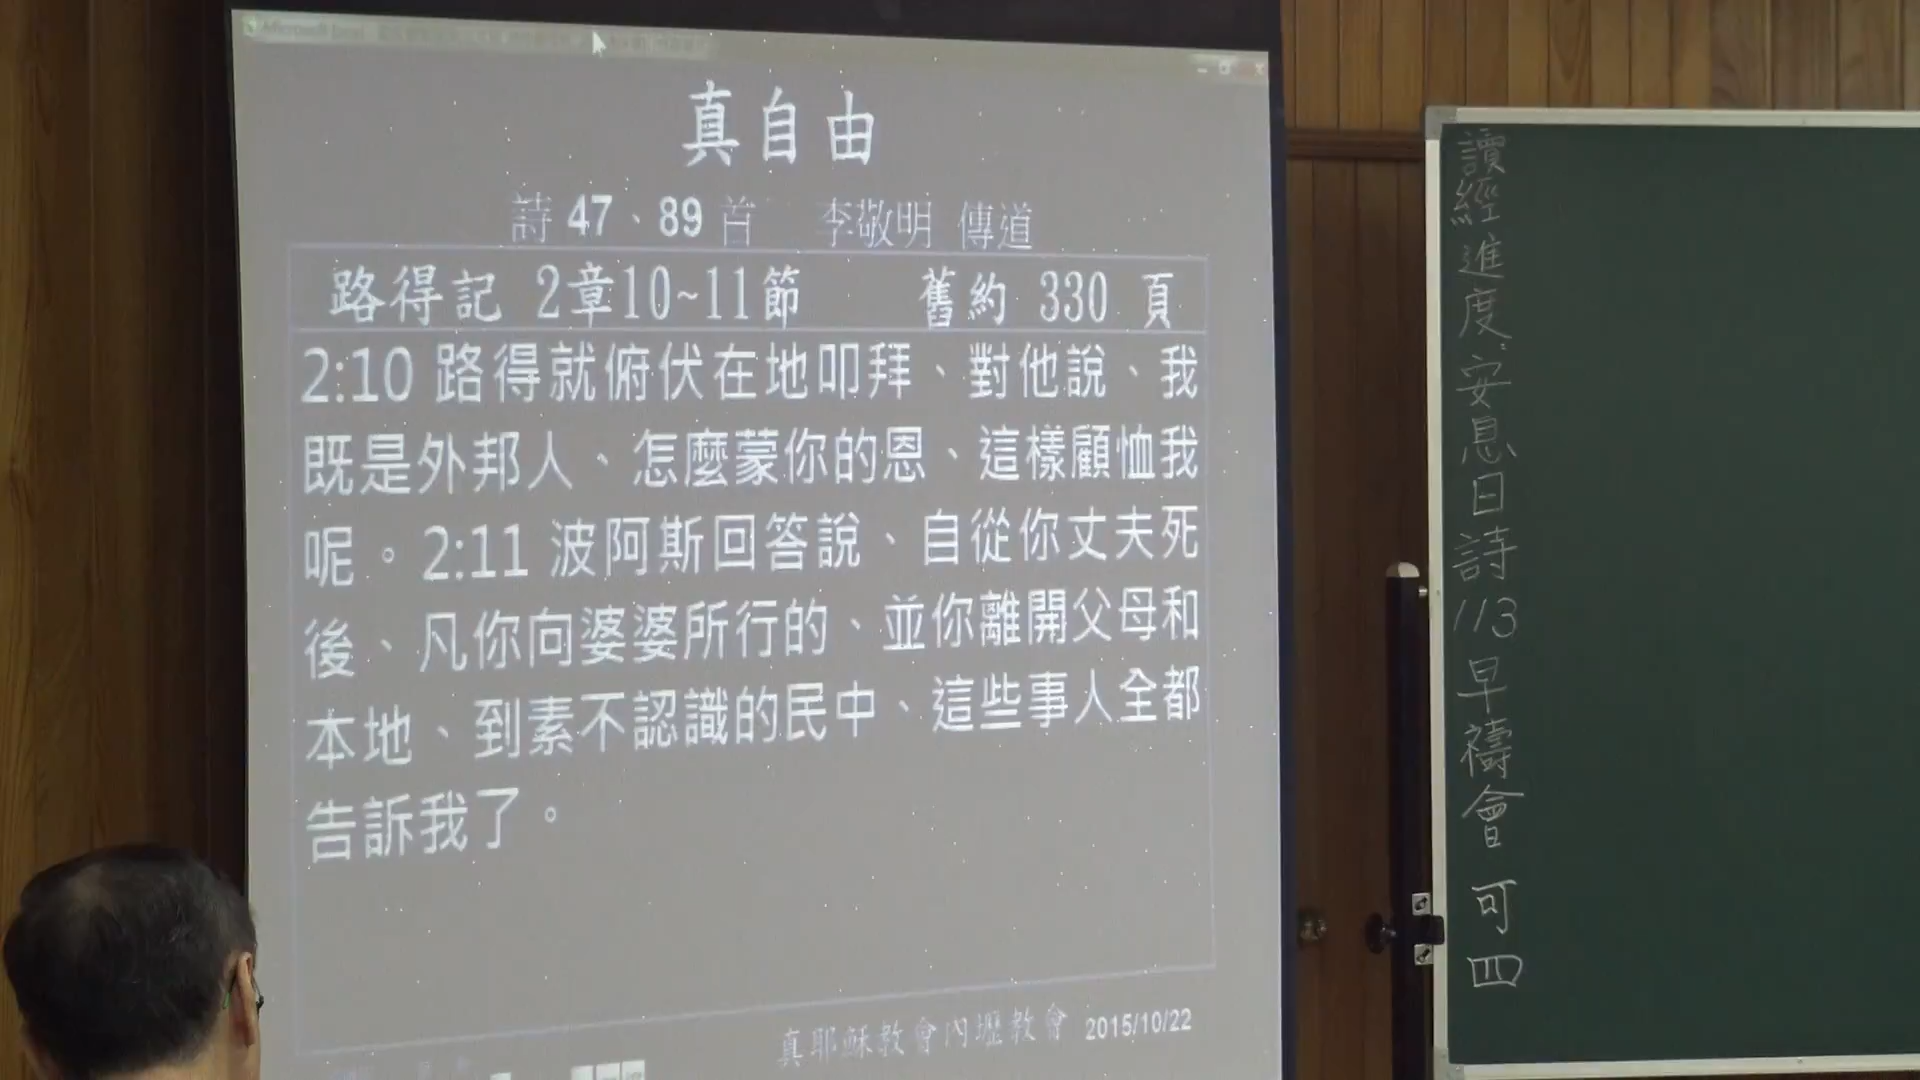 真自由
詩 47、89 首 李敬明 傳道
路得記 2章10~11節 舊約 330 頁
2:10 路得就俯伏在地叩拜、對他說、我
既是外邦人、怎麼蒙你的恩、這樣顧恤我
呢。2:11 波阿斯回答說、自從你丈夫死
後、凡你向婆婆所行的、並你離開父母和
本地、到素不認識的民中、這些事人全都
告訴我了。
真耶穌教會內壢教會 2015/10/22
讀經進度:安息日詩113早禱會 可四